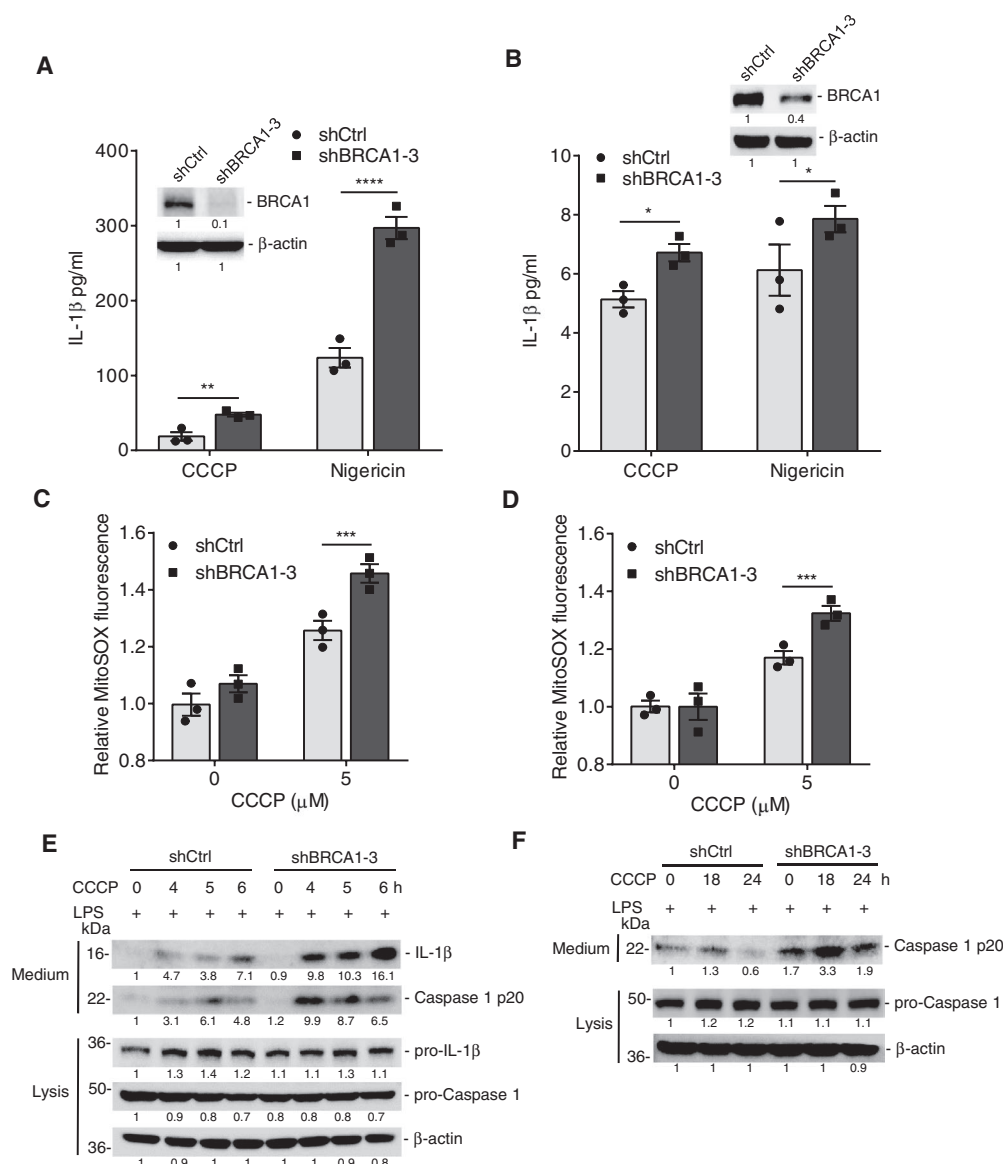 A
shCtrl
shBRCA1-3
shCtrl
shBRCA1-3
- BRCA1
1 0.1
- β-actin
1 1
****
**
400
300
200
100
50
0
IL-1β pg/ml
CCCP Nigericin
B
shCtrl
shBRCA1-3
- BRCA1
1 0.4
- β-actin
1 1
shCtrl
shBRCA1-3
*
*
10
8
6
4
2
0
IL-1β pg/ml
CCCP Nigericin
C
shCtrl
shBRCA1-3
***
1.6
1.4
1.2
1.0
0.8
Relative MitoSOX fluorescence
0 5
CCCP (μM)
D
shCtrl
shBRCA1-3
***
1.6
1.4
1.2
1.0
0.8
Relative MitoSOX fluorescence
0 5
CCCP (μM)
E
shCtrl shBRCA1-3
CCCP 0 4 5 6 0 4 5 6 h
LPS + + + + + + + +
kDa
Medium
16- - IL-1β
1 4.7 3.8 7.1 0.9 9.8 10.3 16.1
22- - Caspase 1 p20
1 3.1 6.1 4.8 1.2 9.9 8.7 6.5
Lysis
36- - pro-IL-1β
1 1.3 1.4 1.2 1.1 1.1 1.3 1.1
50- - pro-Caspase 1
1 0.9 0.8 0.7 0.8 0.8 0.8 0.7
36- - β-actin
1 0.9 1 1 1 1 0.9 0.8
F
shCtrl shBRCA1-3
CCCP 0 18 24 0 18 24 h
LPS + + + + + +
kDa
Medium 22- - Caspase 1 p20
1 1.3 0.6 1.7 3.3 1.9
Lysis
50- - pro-Caspase 1
1 1.2 1.2 1.1 1.1 1.1
36- - β-actin
1 1 1 1 1 0.9